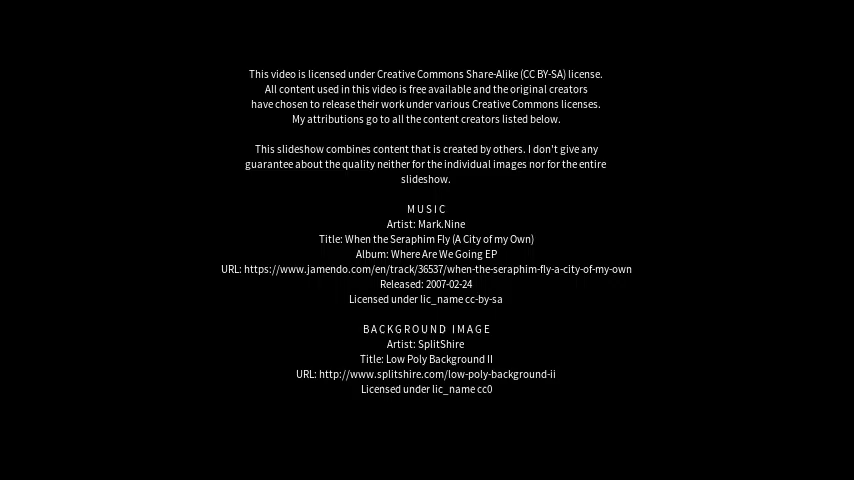 This video is licensed under Creative Commons Share-Alike (CC BY-SA) license.
All content used in this video is free available and the original creators
have chosen to release their work under various Creative Commons licenses.
My attributions go to all the content creators listed below.
This slideshow combines content that is created by others. I don't give any
guarantee about the quality neither for the individual images nor for the entire
slideshow.
MUSIC
Artist: Mark.Nine
Title: When the Seraphim Fly (A City of my Own)
Album: Where Are We Going EP
URL: https://www.jamendo.com/en/track/36537/when-the-seraphim-fly-a-city-of-my-own
Released: 2007-02-24
Licensed under lic_name cc-by-sa
BACKGROUND IMAGE
Artist: SplitShire
Title: Low Poly Background II
URL: http://www.splitshire.com/low-poly-background-ii
Licensed under lic_name cc0